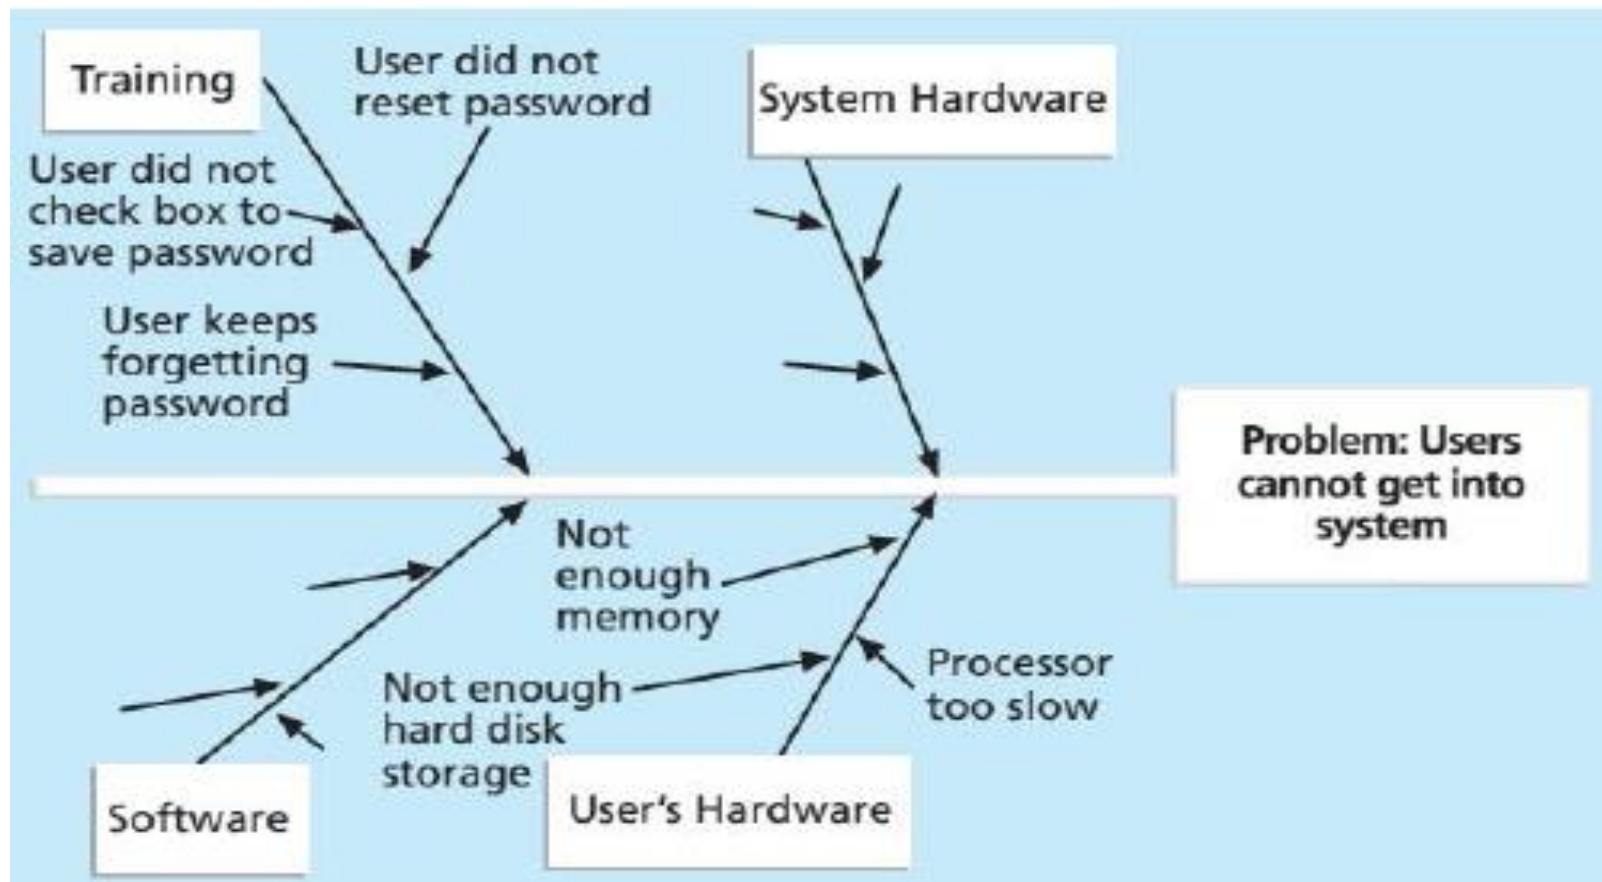 Training
User did not
reset password
System Hardware
User did not
check box to
save password
User keeps
forgetting
password
Problem: Users
cannot get into
system
Not
enough
memory
Processor
too slow
Not enough
hard disk
storage
Software
User's Hardware